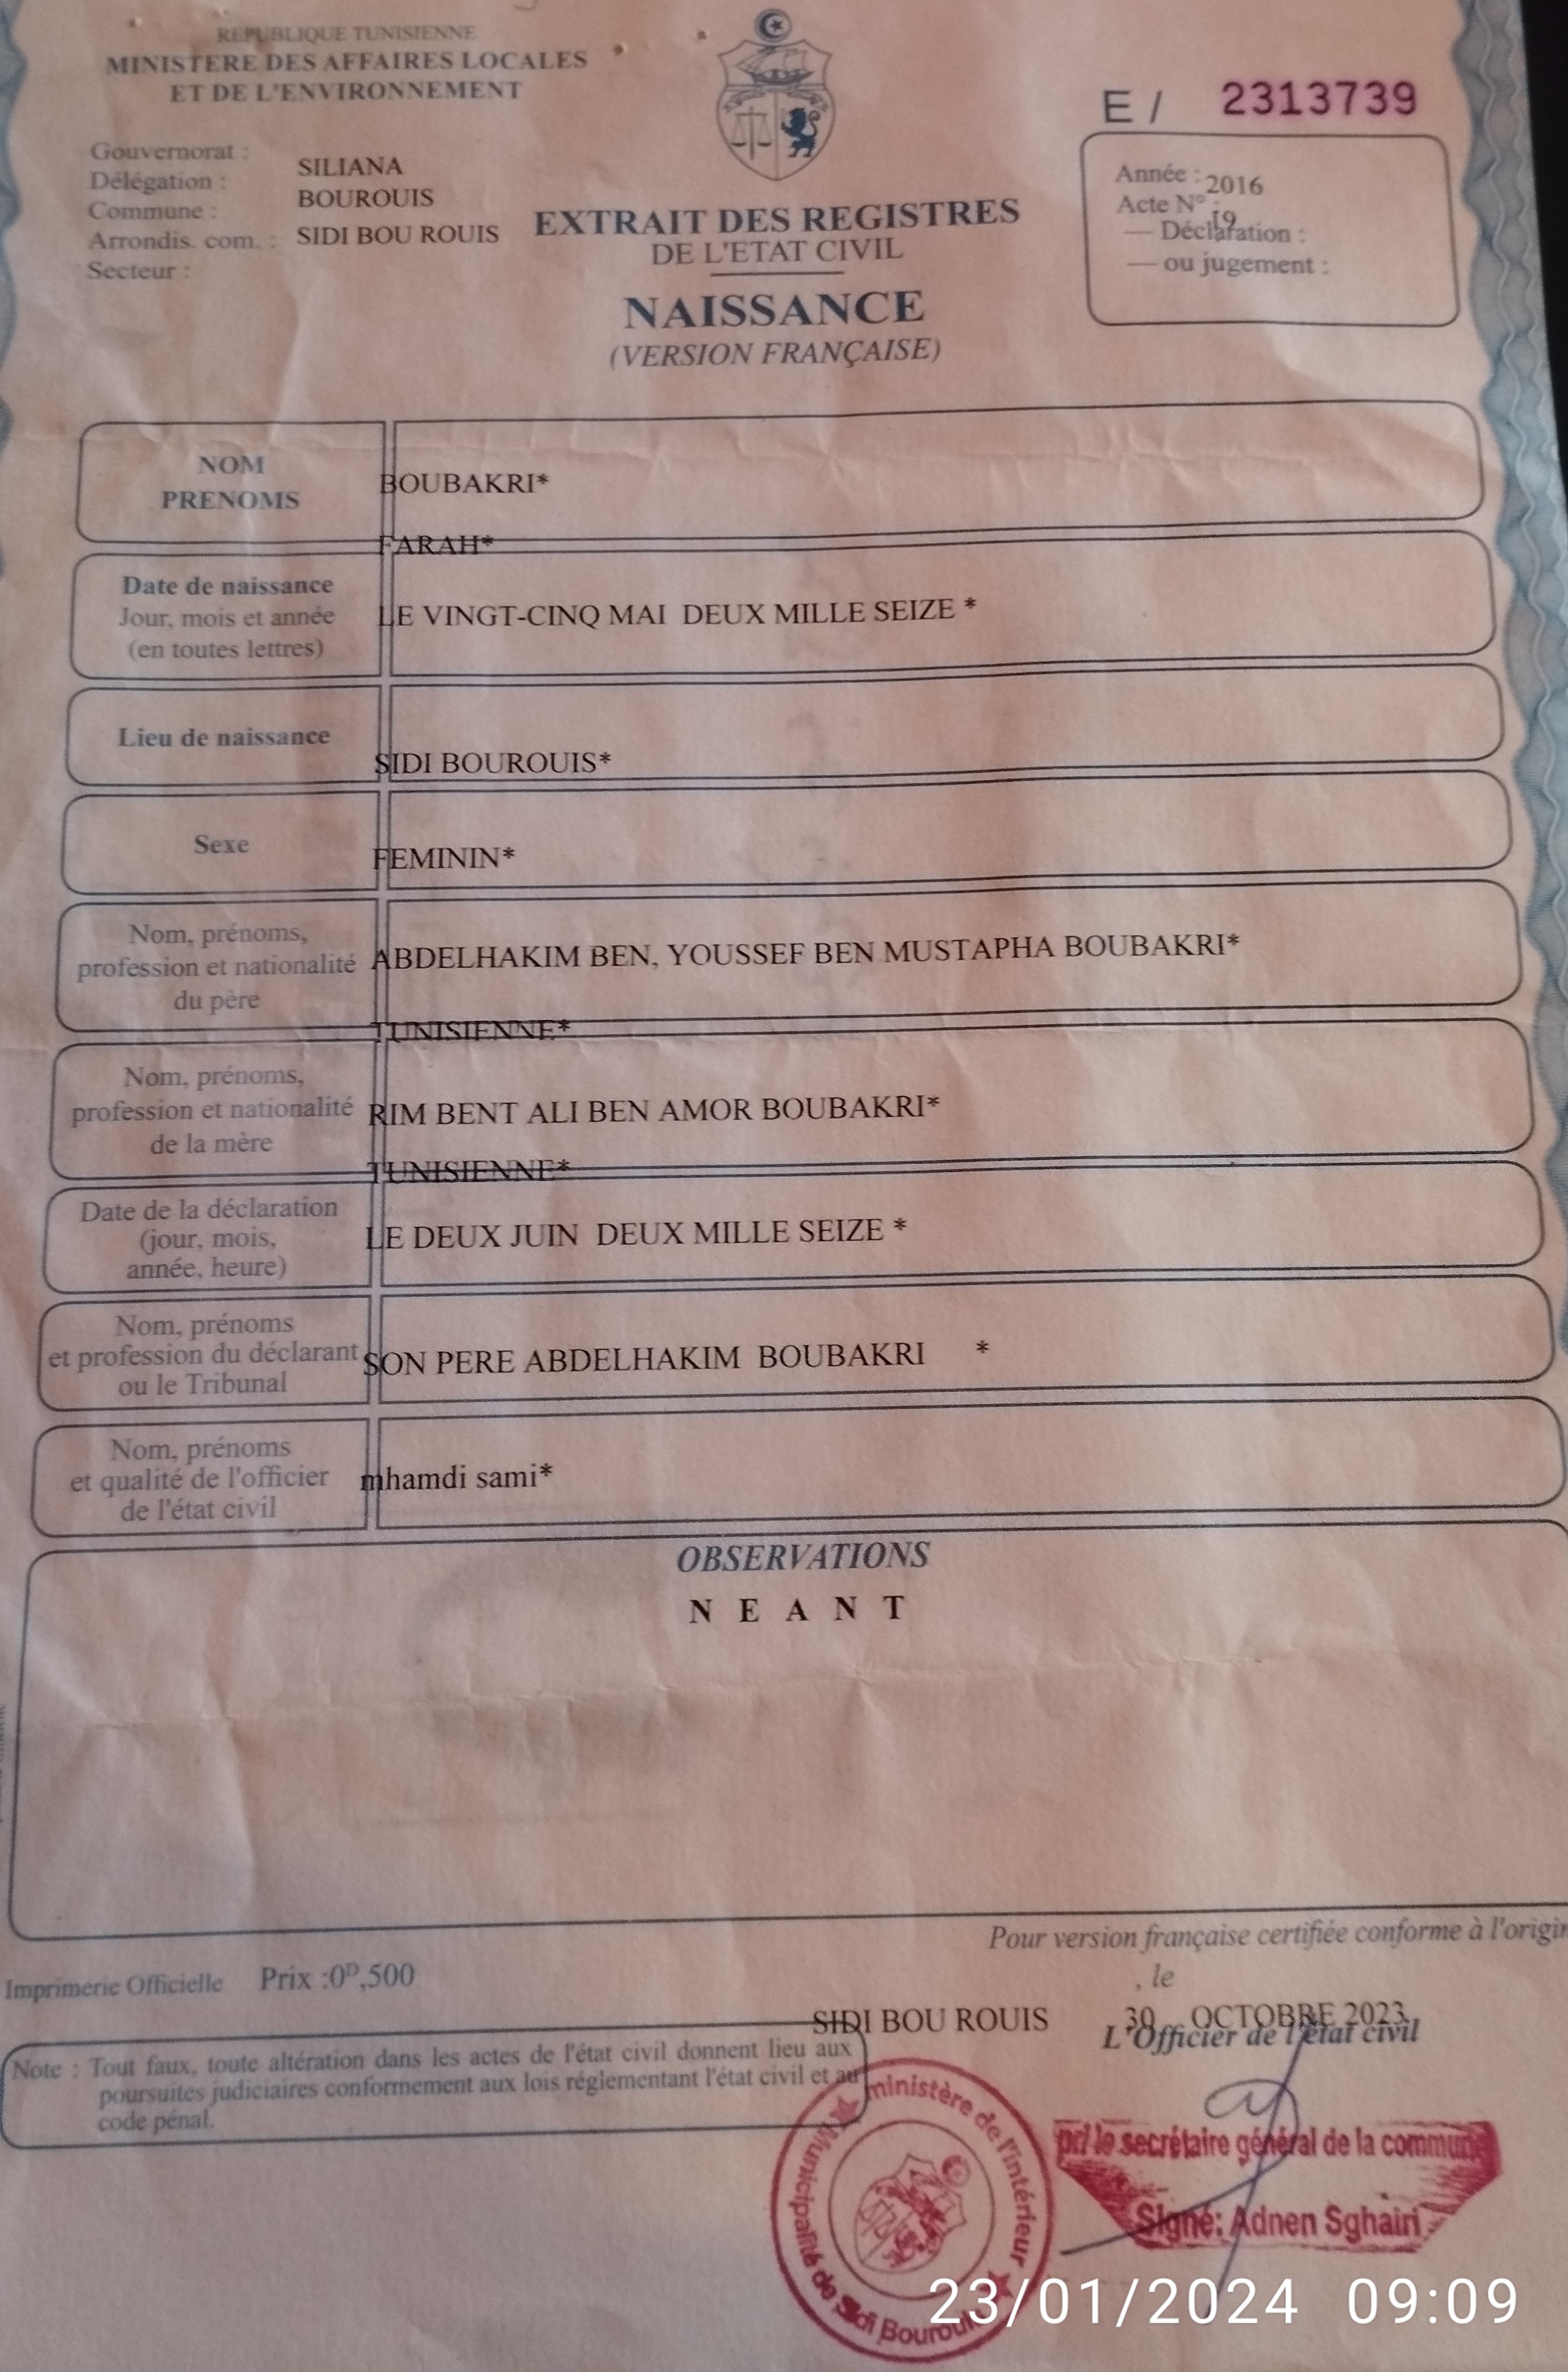 REPUBLIQUE TUNISIENNE
MINISTERE DES AFFAIRES LOCALES
ET DE L'ENVIRONNEMENT
Gouvernorat : SILIANA
Délégation : BOUROUIS
Commune :
Arrondis. com. : SIDI BOU ROUIS
Secteur :
EXTRAIT DES REGISTRES
DE L'ETAT CIVIL
NAISSANCE
(VERSION FRANÇAISE)
E / 2313739
Année : 2016
Acte N° : 19
— Déclaration :
— ou jugement :
NOM
PRENOMS
BOUBAKRI*
FARAH*
Date de naissance
Jour, mois et année
(en toutes lettres)
LE VINGT-CINQ MAI DEUX MILLE SEIZE *
Lieu de naissance
SIDI BOUROUIS*
Sexe
FEMININ*
Nom, prénoms,
profession et nationalité
du père
ABDELHAKIM BEN, YOUSSEF BEN MUSTAPHA BOUBAKRI*
TUNISIENNE*
Nom, prénoms,
profession et nationalité
de la mère
RIM BENT ALI BEN AMOR BOUBAKRI*
TUNISIENNE*
Date de la déclaration
(jour, mois,
année, heure)
LE DEUX JUIN DEUX MILLE SEIZE *
Nom, prénoms
et profession du déclarant
ou le Tribunal
SON PERE ABDELHAKIM BOUBAKRI *
Nom, prénoms
et qualité de l'officier
de l'état civil
mhamdi sami*
OBSERVATIONS
N E A N T
Pour version française certifiée conforme à l'origin
Imprimerie Officielle Prix :0ᴰ,500
, le
SIDI BOU ROUIS 30 OCTOBRE 2023
L'Officier de l'état civil
Note : Tout faux, toute altération dans les actes de l'état civil donnent lieu aux
poursuites judiciaires conformement aux lois réglementant l'état civil et au
code pénal.
ministère de l'intérieur
Municipalité de Sidi Bourouis
pr/ le secrétaire général de la commune
Signé: Adnen Sghairi
23/01/2024 09:09